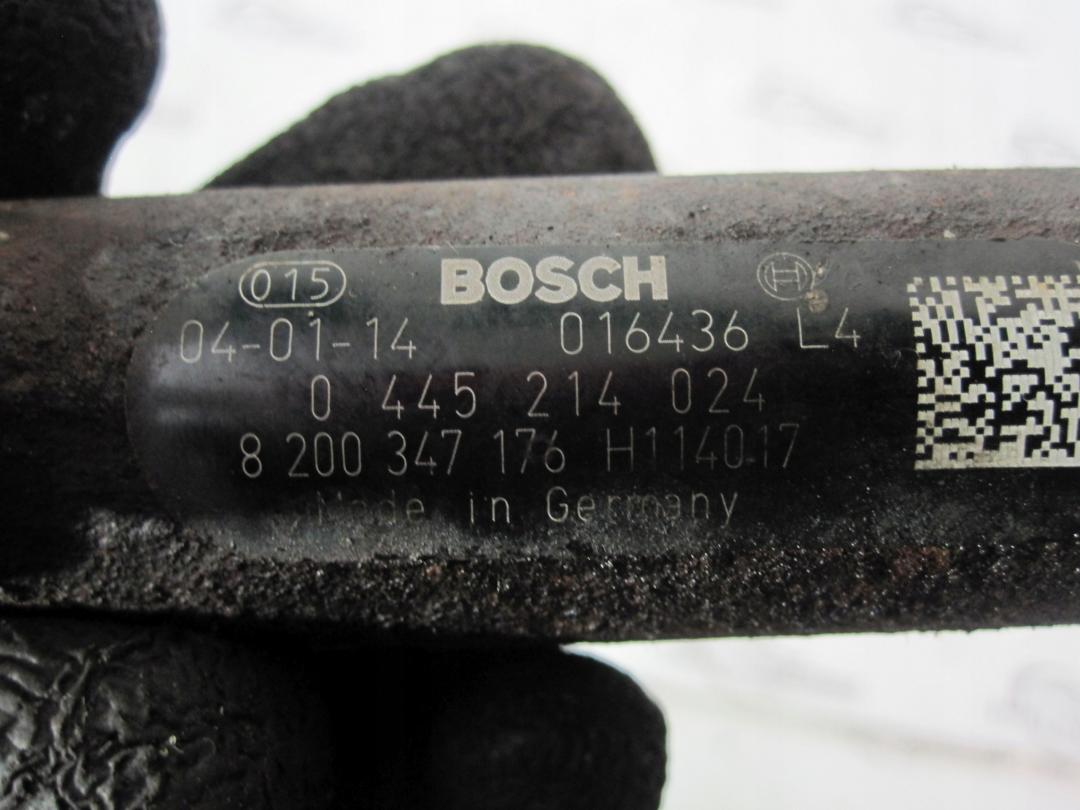 015 BOSCH
04-01-14 016436 L4
0 445 214 024
8 200 347 176 H114017
Made in Germany